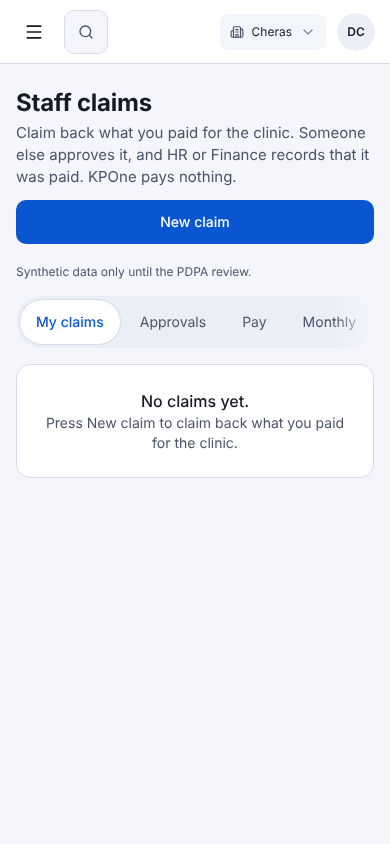 Cheras
DC
Staff claims
Claim back what you paid for the clinic. Someone
else approves it, and HR or Finance records that it
was paid. KPOne pays nothing.
New claim
Synthetic data only until the PDPA review.
My claims
Approvals
Pay
Monthly
No claims yet.
Press New claim to claim back what you paid
for the clinic.